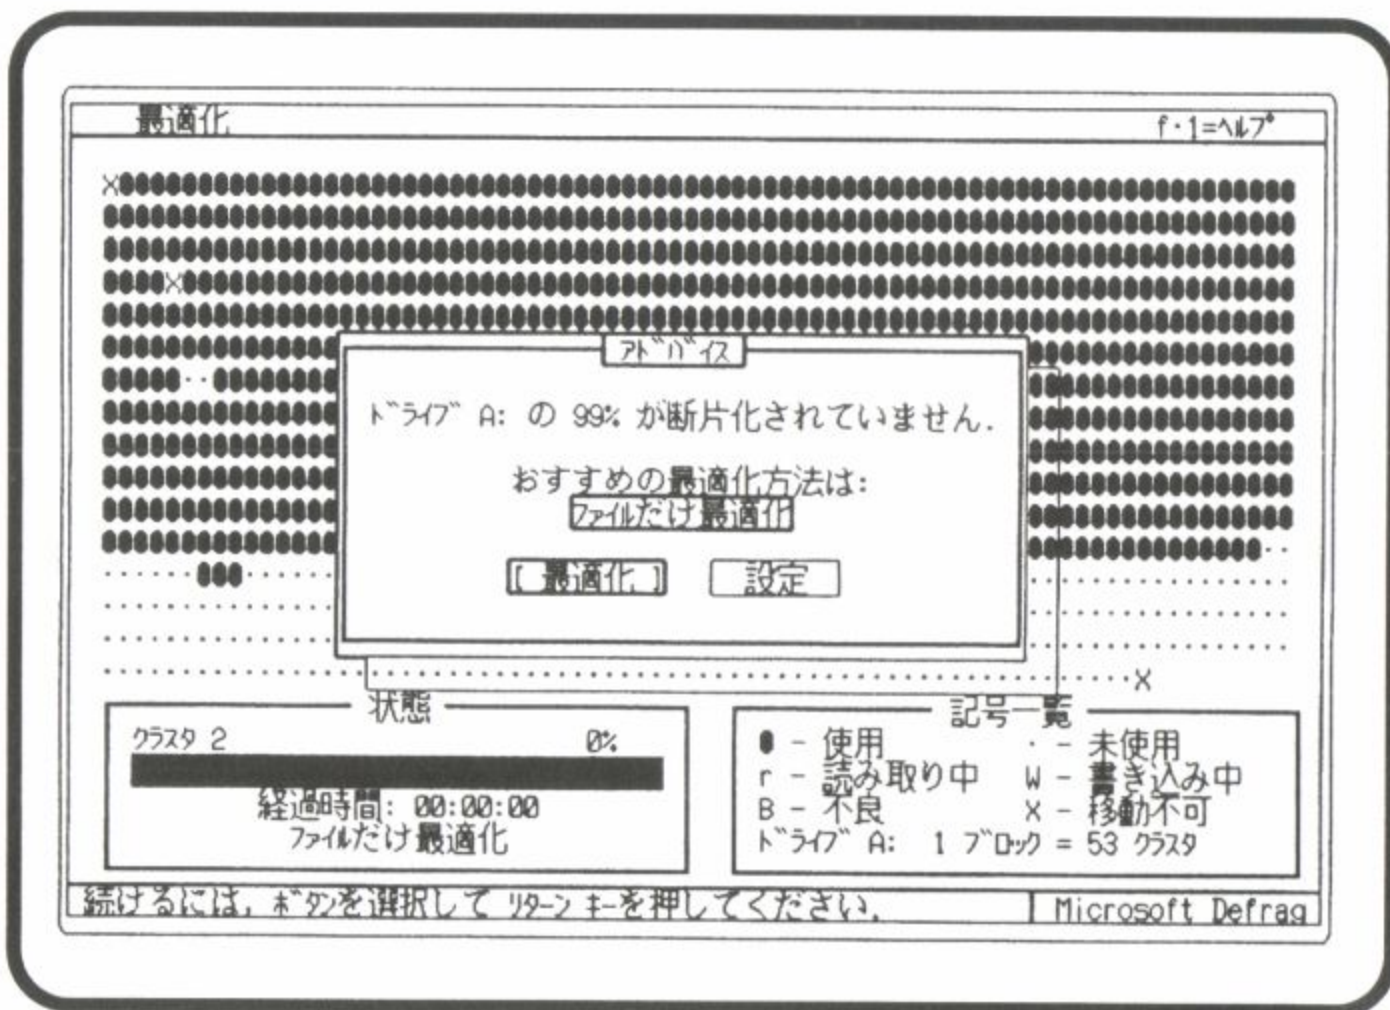 最適化 f・1=ﾍﾙﾌﾟ
ｱﾄﾞﾊﾞｲｽ
ﾄﾞﾗｲﾌﾞ A: の 99% が断片化されていません.
おすすめの最適化方法は:
ﾌｧｲﾙだけ最適化
[ 最適化 ] 設定
状態
ｸﾗｽﾀ 2 0%
経過時間: 00:00:00
ﾌｧｲﾙだけ最適化
記号一覧
- 使用 · - 未使用
r - 読み取り中 W - 書き込み中
B - 不良 X - 移動不可
ﾄﾞﾗｲﾌﾞ A: 1 ﾌﾞﾛｯｸ = 53 ｸﾗｽﾀ
続けるには, ﾎﾞﾀﾝを選択して ﾘﾀｰﾝ ｷｰを押してください. Microsoft Defrag